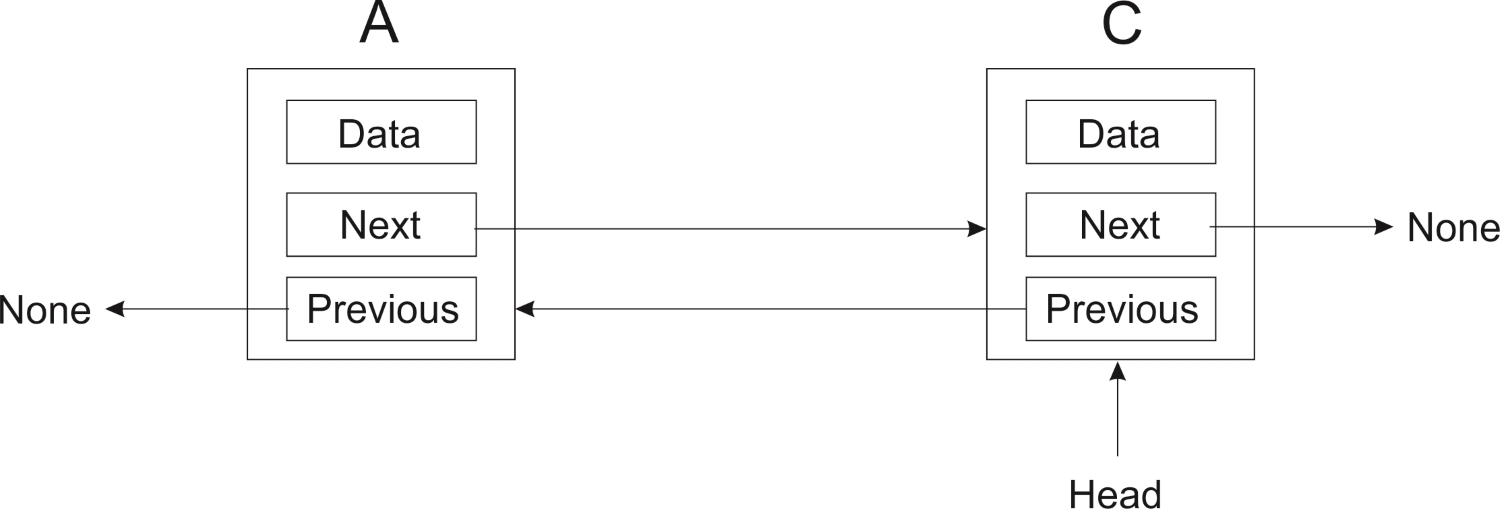 A
C
Data
Data
Next
Next
None
None
Previous
Previous
Head